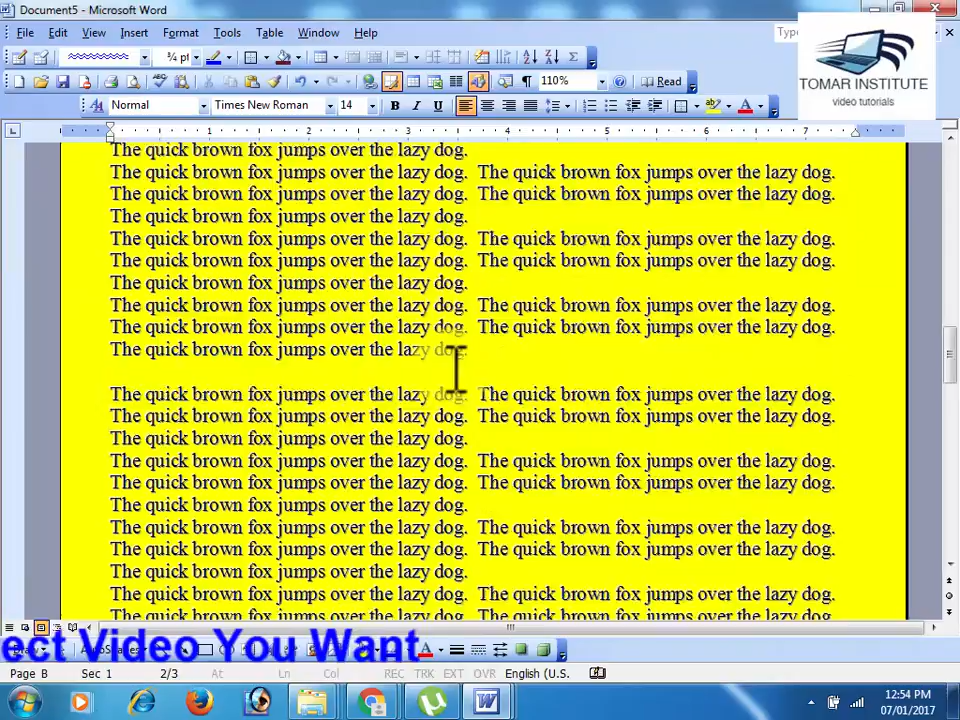 Document5 - Microsoft Word
File Edit View Insert Format Tools Table Window Help
¾ pt
110%
Read
Normal Times New Roman 14 B I U
TOMAR INSTITUTE
video tutorials
1 2 3 4 5 6 7
The quick brown fox jumps over the lazy dog.
The quick brown fox jumps over the lazy dog. The quick brown fox jumps over the lazy dog.
The quick brown fox jumps over the lazy dog. The quick brown fox jumps over the lazy dog.
The quick brown fox jumps over the lazy dog.
The quick brown fox jumps over the lazy dog. The quick brown fox jumps over the lazy dog.
The quick brown fox jumps over the lazy dog. The quick brown fox jumps over the lazy dog.
The quick brown fox jumps over the lazy dog.
The quick brown fox jumps over the lazy dog. The quick brown fox jumps over the lazy dog.
The quick brown fox jumps over the lazy dog. The quick brown fox jumps over the lazy dog.
The quick brown fox jumps over the lazy dog.
The quick brown fox jumps over the lazy dog. The quick brown fox jumps over the lazy dog.
The quick brown fox jumps over the lazy dog. The quick brown fox jumps over the lazy dog.
The quick brown fox jumps over the lazy dog.
The quick brown fox jumps over the lazy dog. The quick brown fox jumps over the lazy dog.
The quick brown fox jumps over the lazy dog. The quick brown fox jumps over the lazy dog.
The quick brown fox jumps over the lazy dog.
The quick brown fox jumps over the lazy dog. The quick brown fox jumps over the lazy dog.
The quick brown fox jumps over the lazy dog. The quick brown fox jumps over the lazy dog.
The quick brown fox jumps over the lazy dog.
The quick brown fox jumps over the lazy dog. The quick brown fox jumps over the lazy dog.
The quick brown fox jumps over the lazy dog. The quick brown fox jumps over the lazy dog.
ect Video You Want
Page B Sec 1 2/3 At Ln Col REC TRK EXT OVR English (U.S.
12:54 PM
07/01/2017